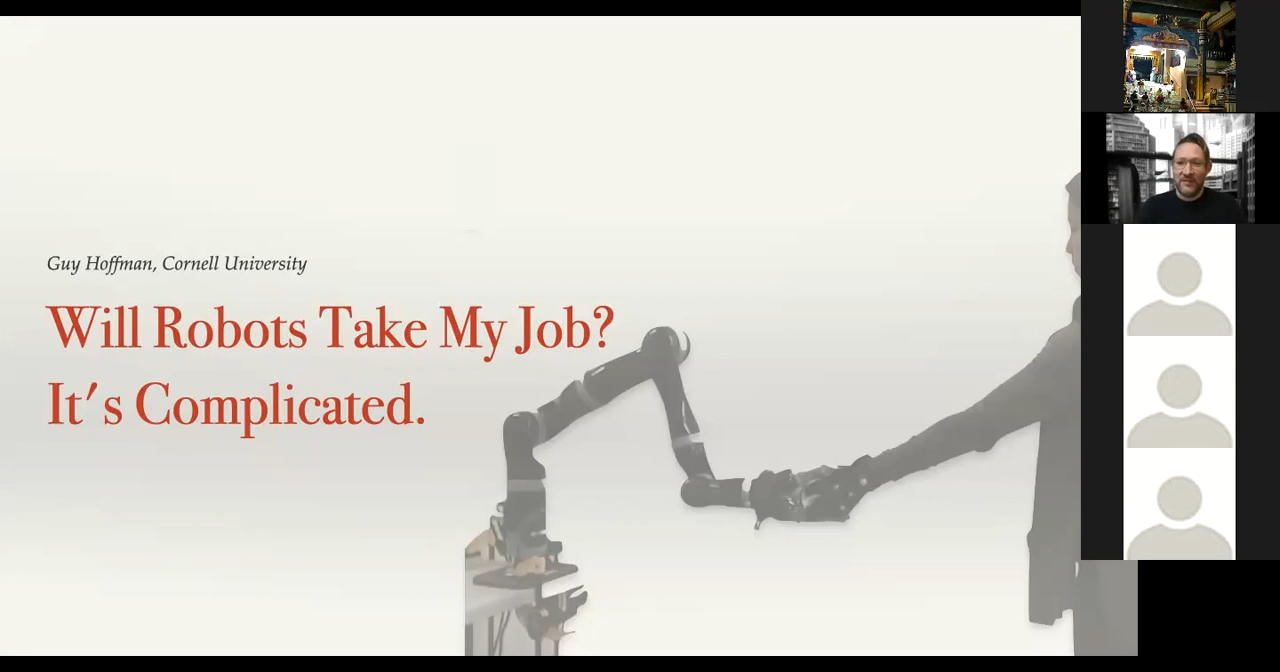 Guy Hoffman, Cornell University
Will Robots Take My Job?
It's Complicated.